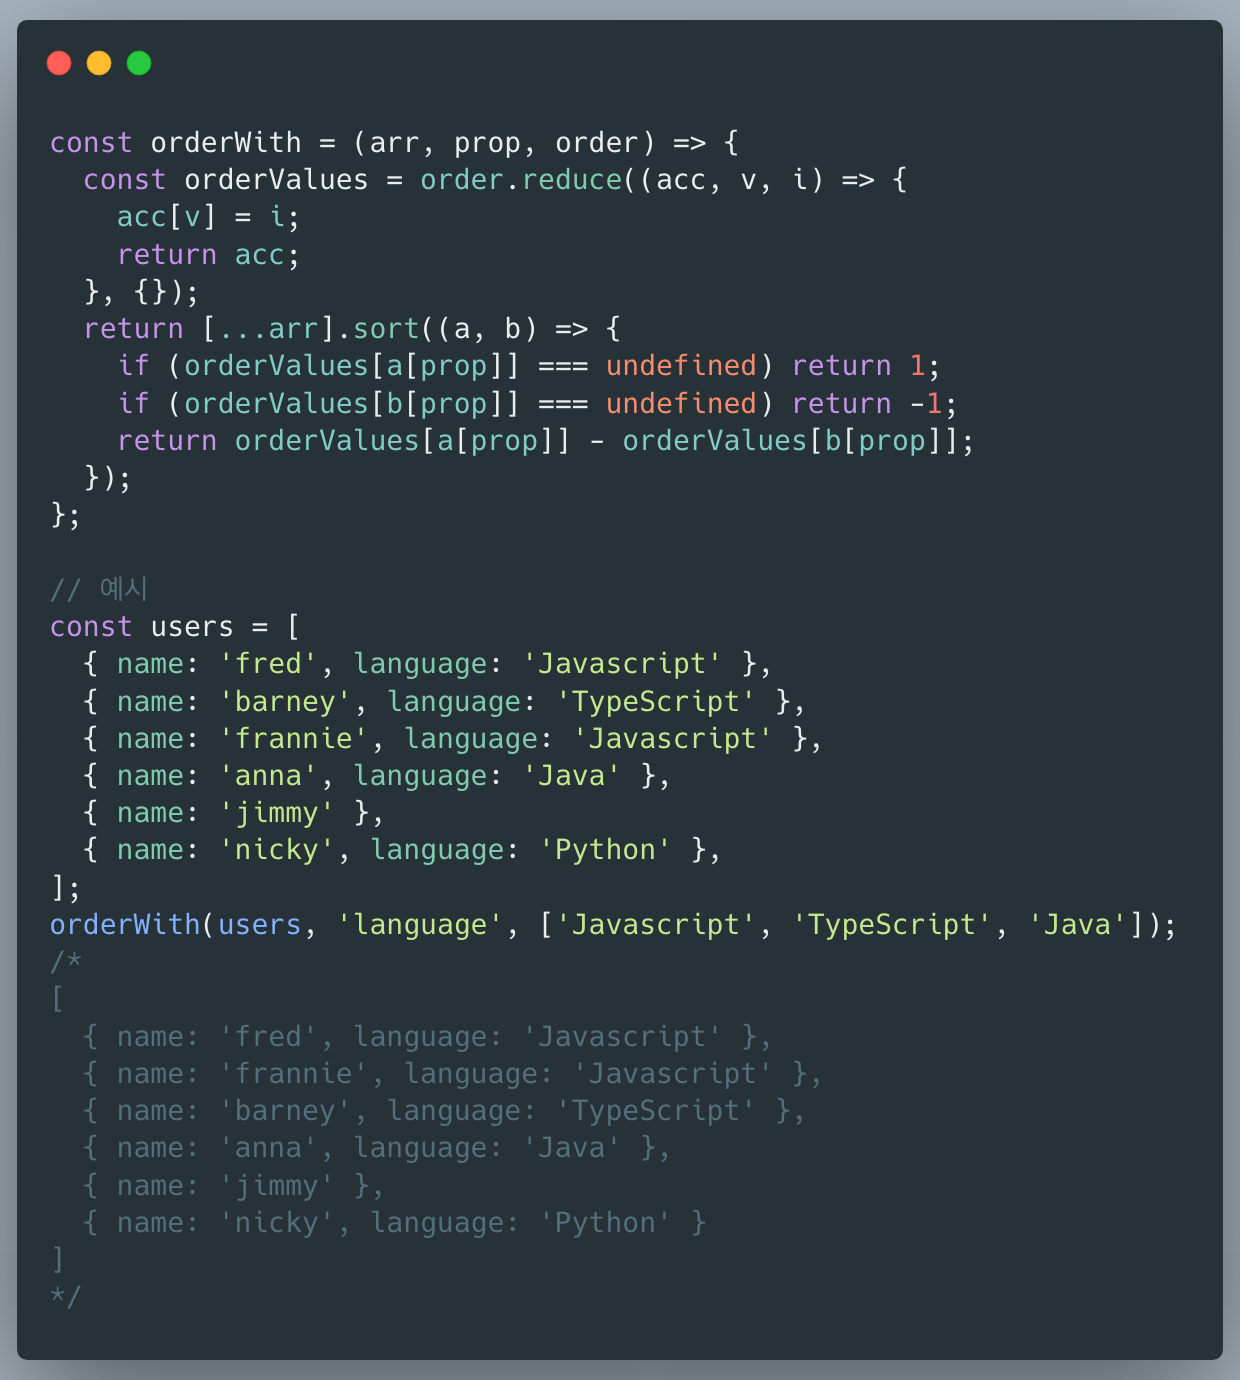 const orderWith = (arr, prop, order) => {
  const orderValues = order.reduce((acc, v, i) => {
    acc[v] = i;
    return acc;
  }, {});
  return [...arr].sort((a, b) => {
    if (orderValues[a[prop]] === undefined) return 1;
    if (orderValues[b[prop]] === undefined) return -1;
    return orderValues[a[prop]] - orderValues[b[prop]];
  });
};

// 예시
const users = [
  { name: 'fred', language: 'Javascript' },
  { name: 'barney', language: 'TypeScript' },
  { name: 'frannie', language: 'Javascript' },
  { name: 'anna', language: 'Java' },
  { name: 'jimmy' },
  { name: 'nicky', language: 'Python' },
];
orderWith(users, 'language', ['Javascript', 'TypeScript', 'Java']);
/*
[
  { name: 'fred', language: 'Javascript' },
  { name: 'frannie', language: 'Javascript' },
  { name: 'barney', language: 'TypeScript' },
  { name: 'anna', language: 'Java' },
  { name: 'jimmy' },
  { name: 'nicky', language: 'Python' }
]
*/